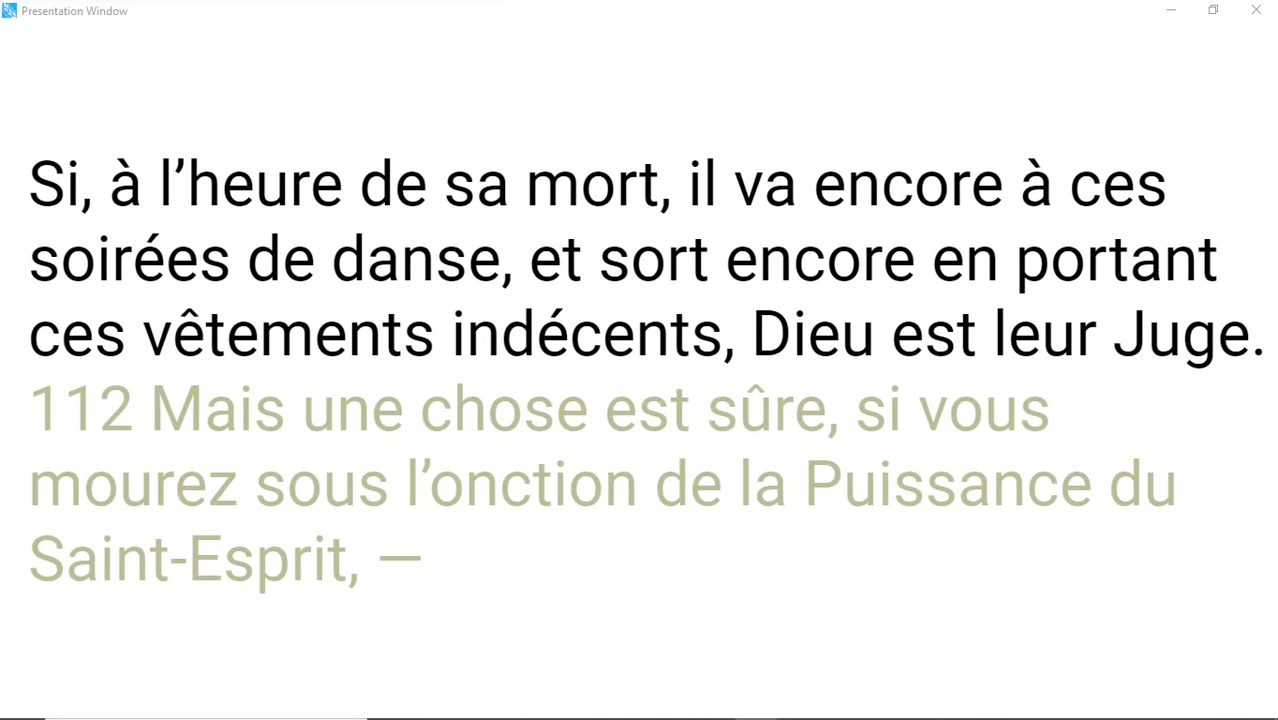 Presentation Window
Si, à l’heure de sa mort, il va encore à ces
soirées de danse, et sort encore en portant
ces vêtements indécents, Dieu est leur Juge.
112 Mais une chose est sûre, si vous
mourez sous l’onction de la Puissance du
Saint-Esprit, —